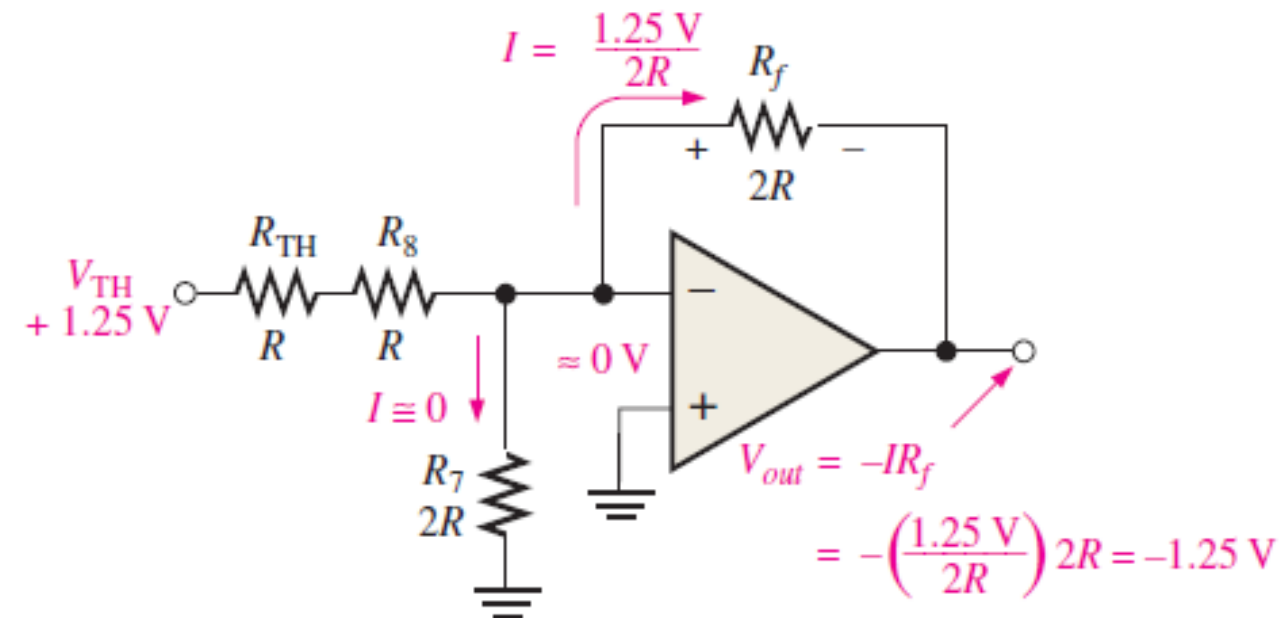 I = 1.25 V / 2R
R_f
+ −
2R
R_TH R_8
V_TH
+ 1.25 V
R R
−
≈ 0 V
I ≅ 0
+
R_7
2R
V_out = −IR_f
= −(1.25 V / 2R) 2R = −1.25 V